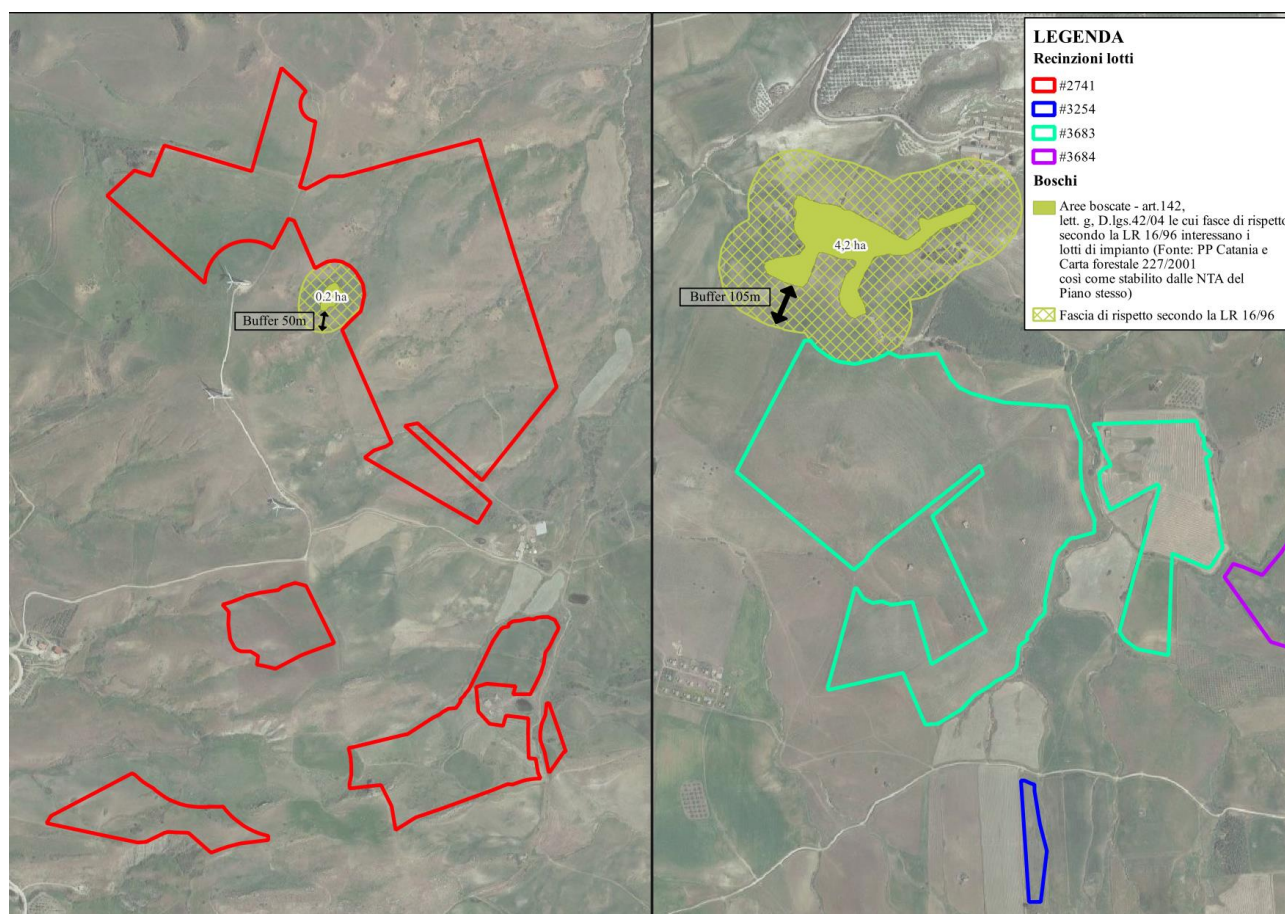 0.2 ha
Buffer 50m
4,2 ha
Buffer 105m
LEGENDA
Recinzioni lotti
#2741
#3254
#3683
#3684
Boschi
Aree boscate - art.142,
lett. g, D.lgs.42/04 le cui fasce di rispetto
secondo la LR 16/96 interessano i
lotti di impianto (Fonte: PP Catania e
Carta forestale 227/2001
così come stabilito dalle NTA del
Piano stesso)
Fascia di rispetto secondo la LR 16/96